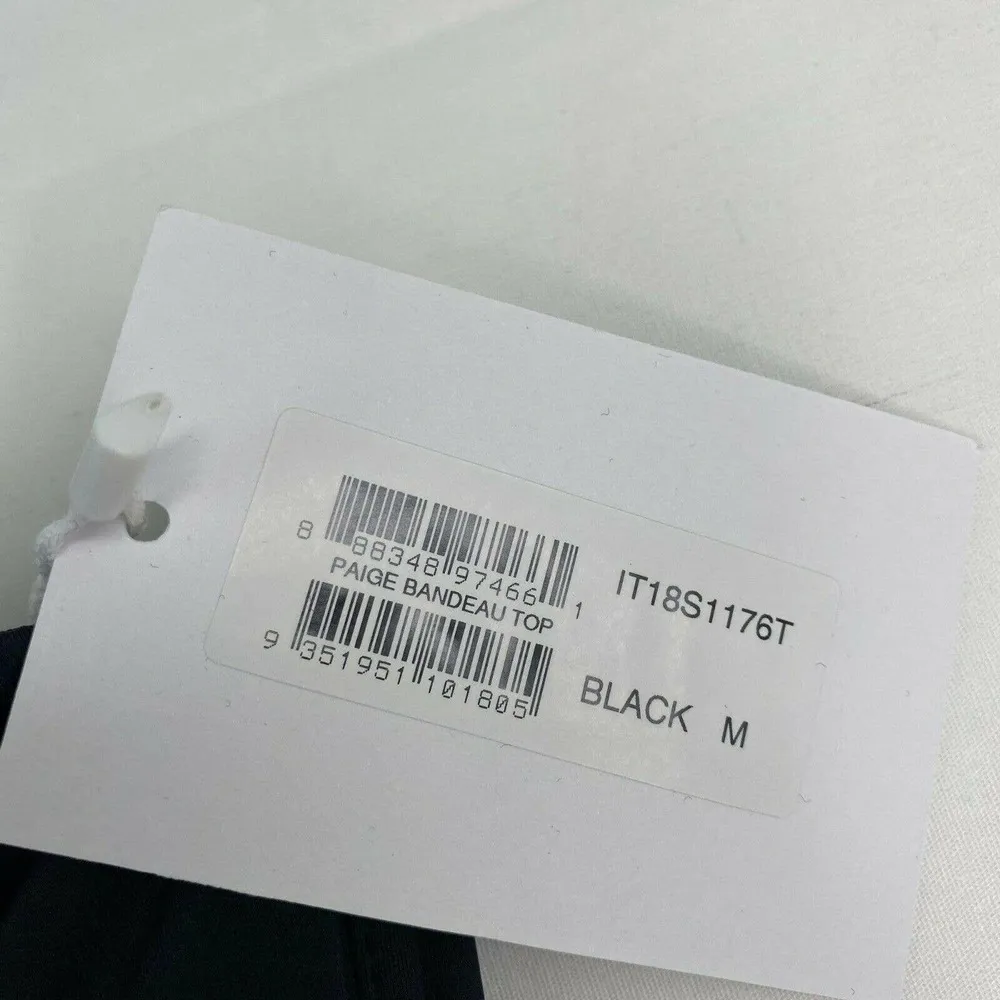 8 88348 97466 1
IT18S1176T
PAIGE BANDEAU TOP
9 351951 101805
BLACK M